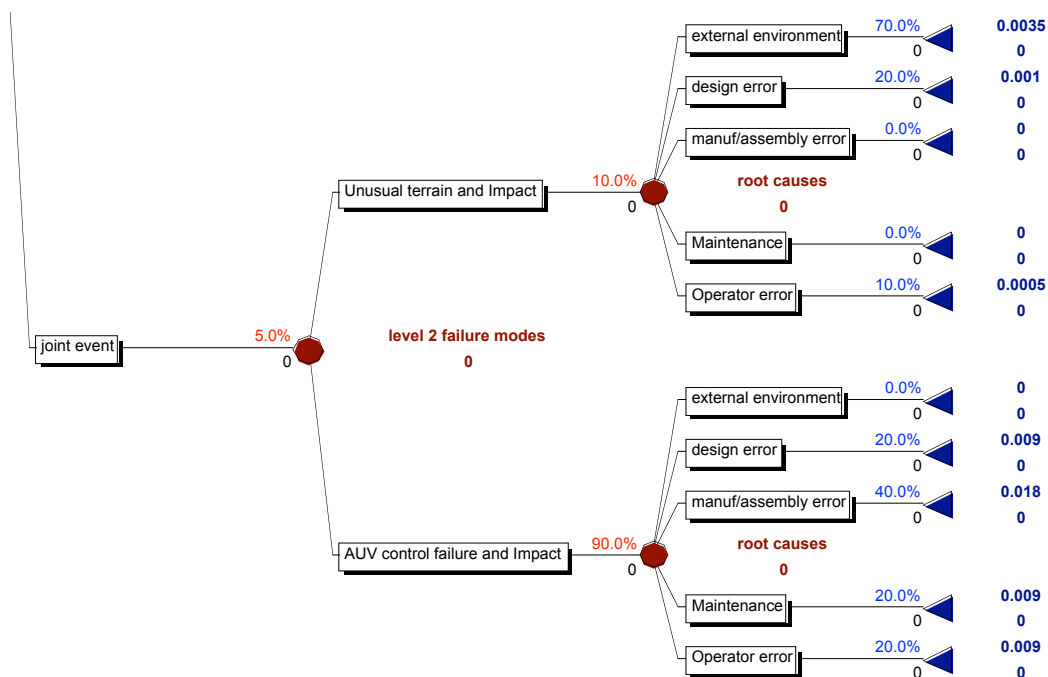 external environment 70.0% 0.0035
0 0
design error 20.0% 0.001
0 0
manuf/assembly error 0.0% 0
0 0
Unusual terrain and Impact 10.0% root causes
0 0
Maintenance 0.0% 0
0 0
Operator error 10.0% 0.0005
0 0
joint event 5.0% level 2 failure modes
0 0
external environment 0.0% 0
0 0
design error 20.0% 0.009
0 0
manuf/assembly error 40.0% 0.018
0 0
AUV control failure and Impact 90.0% root causes
0 0
Maintenance 20.0% 0.009
0 0
Operator error 20.0% 0.009
0 0